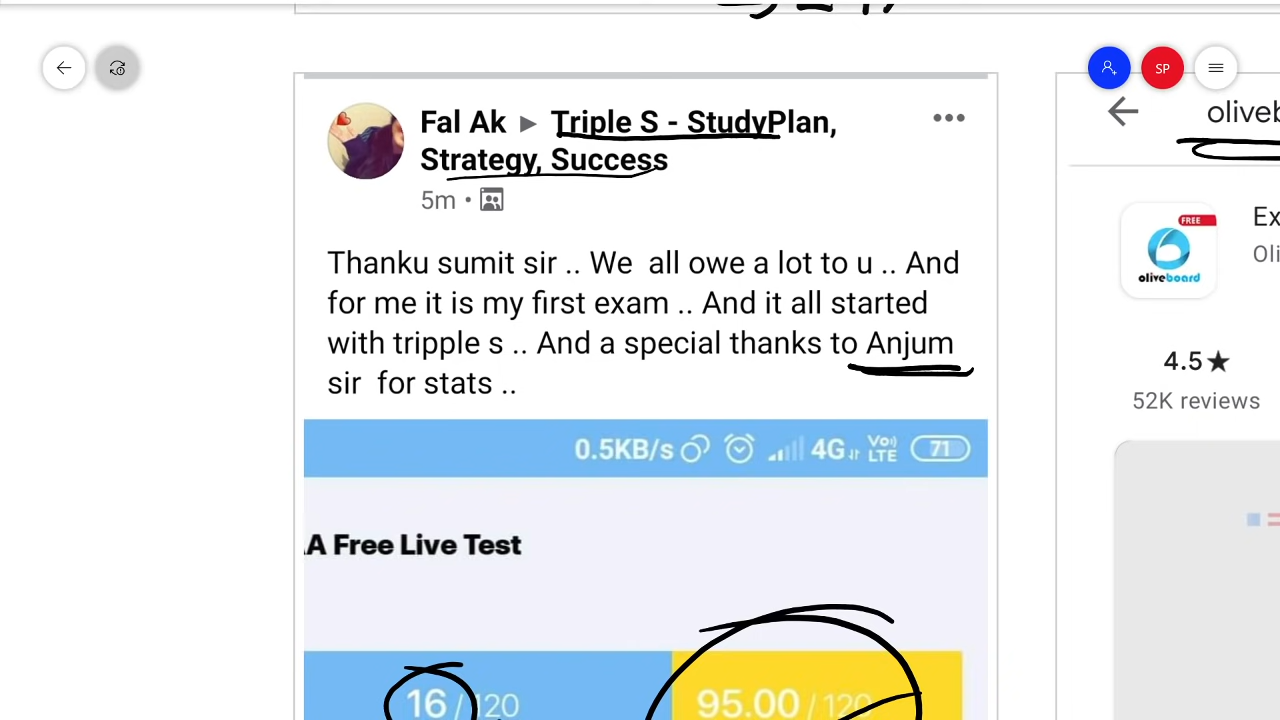 SP
Fal Ak ▶ Triple S - StudyPlan,
Strategy, Success
5m •
Thanku sumit sir .. We all owe a lot to u .. And
for me it is my first exam .. And it all started
with tripple s .. And a special thanks to Anjum
sir for stats ..
0.5KB/s 4G Vo)) LTE 71
A Free Live Test
16 / 120
95.00 / 120
oliveb
FREE
oliveboard
Ex
Oli
4.5★
52K reviews